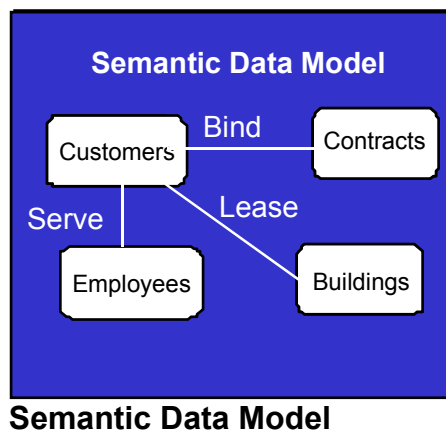 Semantic Data Model
Bind
Customers
Contracts
Serve
Lease
Employees
Buildings
Semantic Data Model